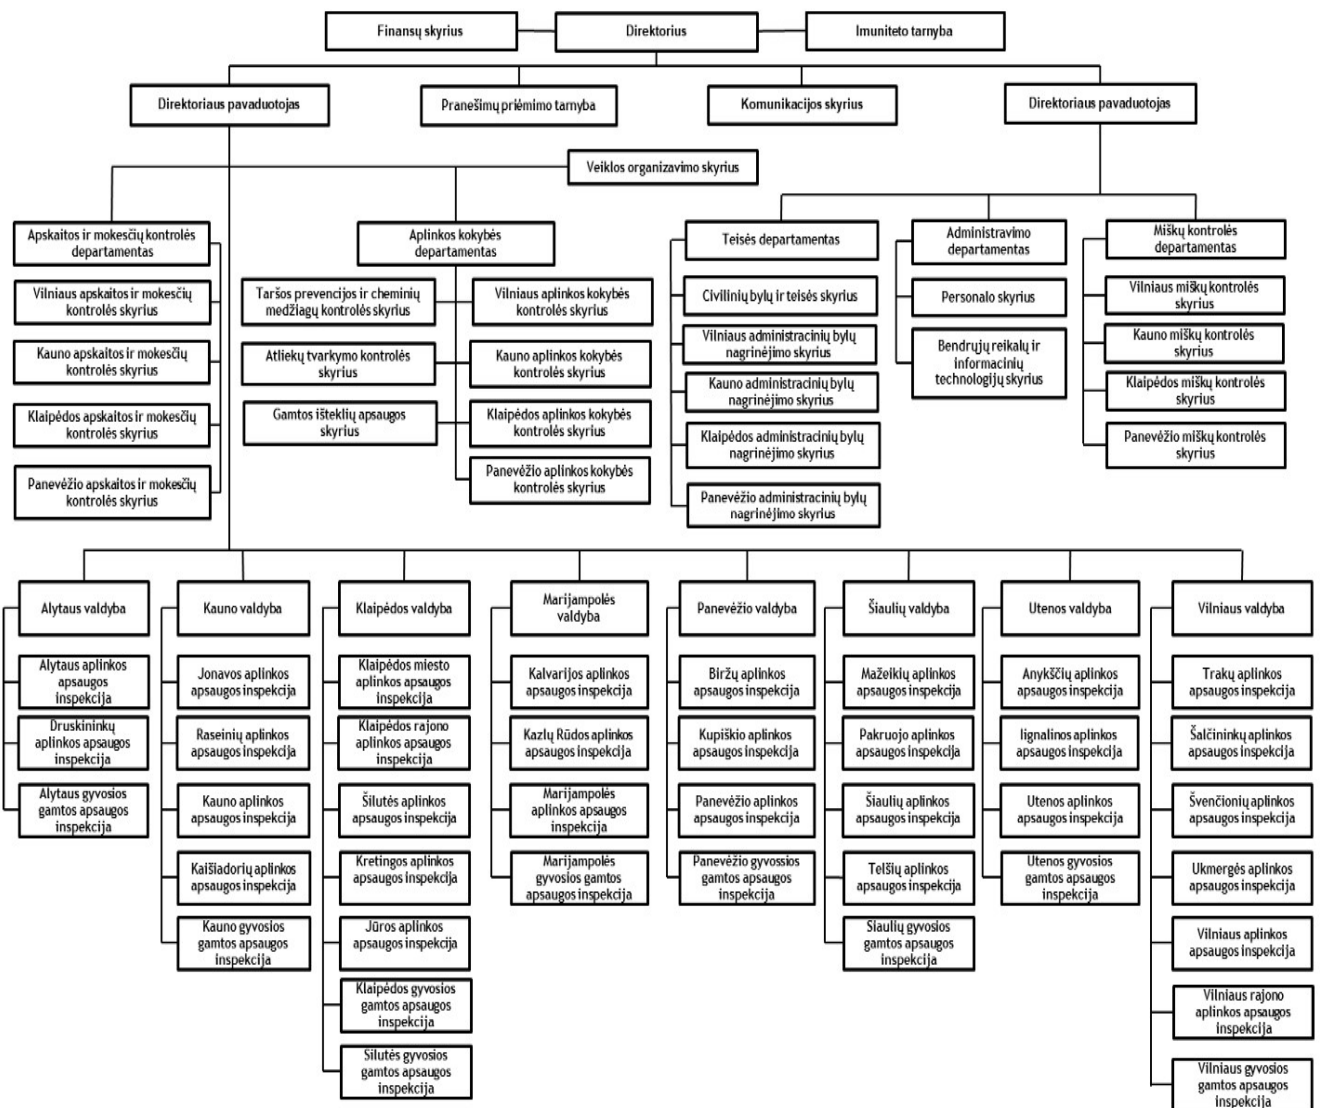 Finansų skyrius
Direktorius
Imuniteto tarnyba
Direktoriaus pavaduotojas
Pranešimų priėmimo tarnyba
Komunikacijos skyrius
Direktoriaus pavaduotojas
Veiklos organizavimo skyrius
Apskaitos ir mokesčių kontrolės
departamentas
Vilniaus apskaitos ir mokesčių
kontrolės skyrius
Kauno apskaitos ir mokesčių
kontrolės skyrius
Klaipėdos apskaitos ir mokesčių
kontrolės skyrius
Panevėžio apskaitos ir mokesčių
kontrolės skyrius
Aplinkos kokybės
departamentas
Taršos prevencijos ir cheminių
medžiagų kontrolės skyrius
Atliekų tvarkymo kontrolės
skyrius
Gamtos išteklių apsaugos
skyrius
Vilniaus aplinkos kokybės
kontrolės skyrius
Kauno aplinkos kokybės
kontrolės skyrius
Klaipėdos aplinkos kokybės
kontrolės skyrius
Panevėžio aplinkos kokybės
kontrolės skyrius
Teisės departamentas
Civilinių bylų ir teisės skyrius
Vilniaus administracinių bylų
nagrinėjimo skyrius
Kauno administracinių bylų
nagrinėjimo skyrius
Klaipėdos administracinių bylų
nagrinėjimo skyrius
Panevėžio administracinių bylų
nagrinėjimo skyrius
Administravimo
departamentas
Personalo skyrius
Bendrųjų reikalų ir
informacinių
technologijų skyrius
Miškų kontrolės
departamentas
Vilniaus miškų kontrolės
skyrius
Kauno miškų kontrolės
skyrius
Klaipėdos miškų kontrolės
skyrius
Panevėžio miškų kontrolės
skyrius
Alytaus valdyba
Alytaus aplinkos
apsaugos
inspekcija
Druskininkų
aplinkos apsaugos
inspekcija
Alytaus gyvosios
gamtos apsaugos
inspekcija
Kauno valdyba
Jonavos aplinkos
apsaugos inspekcija
Raseinių aplinkos
apsaugos inspekcija
Kauno aplinkos
apsaugos inspekcija
Kaišiadorių aplinkos
apsaugos inspekcija
Kauno gyvosios
gamtos apsaugos
inspekcija
Klaipėdos valdyba
Klaipėdos miesto
aplinkos apsaugos
inspekcija
Klaipėdos rajono
aplinkos apsaugos
inspekcija
Šilutės aplinkos
apsaugos inspekcija
Kretingos aplinkos
apsaugos inspekcija
Jūros aplinkos
apsaugos inspekcija
Klaipėdos gyvosios
gamtos apsaugos
inspekcija
Silutės gyvosios
gamtos apsaugos
inspekcija
Marijampolės
valdyba
Kalvarijos aplinkos
apsaugos inspekcija
Kazlų Rūdos aplinkos
apsaugos inspekcija
Marijampolės
aplinkos apsaugos
inspekcija
Marijampolės
gyvosios gamtos
apsaugos inspekcija
Panevėžio valdyba
Biržų aplinkos
apsaugos inspekcija
Kupiškio aplinkos
apsaugos inspekcija
Panevėžio aplinkos
apsaugos inspekcija
Panevėžio gyvossios
gamtos apsaugos
inspekcija
Šiaulių valdyba
Mažeikių aplinkos
apsaugos inspekcija
Pakruojo aplinkos
apsaugos inspekcija
Šiaulių aplinkos
apsaugos inspekcija
Telšių aplinkos
apsaugos inspekcija
Siaulių gyvosios
gamtos apsaugos
inspekcija
Utenos valdyba
Anykščių aplinkos
apsaugos inspekcija
Iignalinos aplinkos
apsaugos inspekcija
Utenos aplinkos
apsaugos inspekcija
Utenos gyvosios
gamtos apsaugos
inspekcija
Vilniaus valdyba
Trakų aplinkos
apsaugos inspekcija
Šalčininkų aplinkos
apsaugos inspekcija
Švenčionių aplinkos
apsaugos inspekcija
Ukmergės aplinkos
apsaugos inspekcija
Vilniaus aplinkos
apsaugos inspekcija
Vilniaus rajono
aplinkos apsaugos
inspekcija
Vilniaus gyvosios
gamtos apsaugos
inspekcija